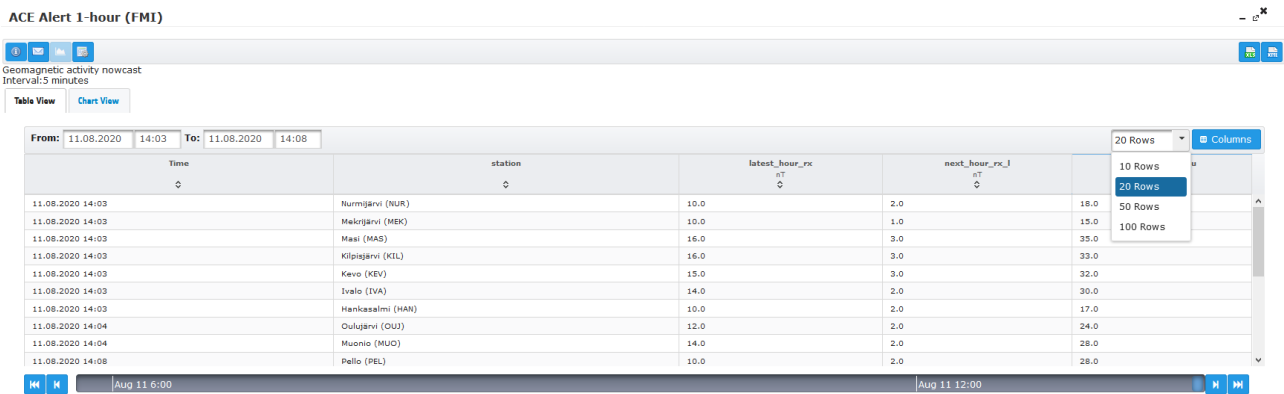 ACE Alert 1-hour (FMI)
XLS
Geomagnetic activity nowcast
Interval:5 minutes
Table View Chart View
From: 11.08.2020 14:03 To: 11.08.2020 14:08 20 Rows Columns
Time station latest_hour_rx next_hour_rx_l u
nT nT
10 Rows
20 Rows
50 Rows
100 Rows
11.08.2020 14:03 Nurmijärvi (NUR) 10.0 2.0 18.0
11.08.2020 14:03 Mekrijärvi (MEK) 10.0 1.0 15.0
11.08.2020 14:03 Masi (MAS) 16.0 3.0 35.0
11.08.2020 14:03 Kilpisjärvi (KIL) 16.0 3.0 33.0
11.08.2020 14:03 Kevo (KEV) 15.0 3.0 32.0
11.08.2020 14:03 Ivalo (IVA) 14.0 2.0 30.0
11.08.2020 14:03 Hankasalmi (HAN) 10.0 2.0 17.0
11.08.2020 14:04 Oulujärvi (OUJ) 12.0 2.0 24.0
11.08.2020 14:04 Muonio (MUO) 14.0 2.0 28.0
11.08.2020 14:08 Pello (PEL) 10.0 2.0 28.0
Aug 11 6:00 Aug 11 12:00